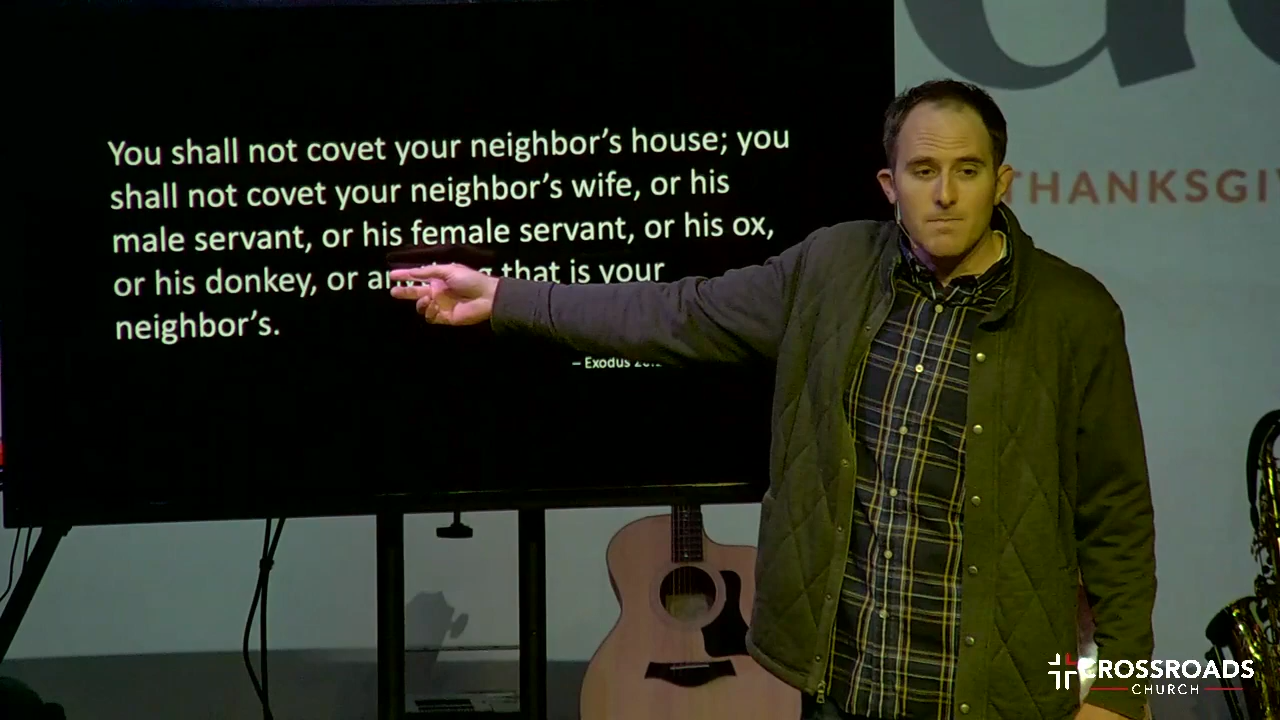 You shall not covet your neighbor's house; you
shall not covet your neighbor's wife, or his
male servant, or his female servant, or his ox,
or his donkey, or that is your
neighbor's.
– Exodus
THANKSGI
CROSSROADS
CHURCH